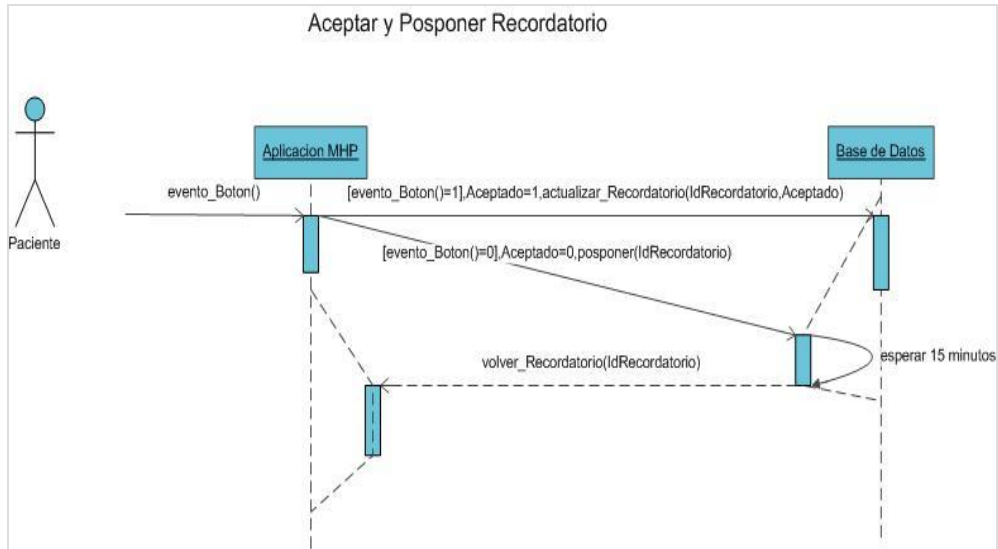 Aceptar y Posponer Recordatorio
Aplicacion MHP
Base de Datos
evento_Boton()
[evento_Boton()=1],Aceptado=1,actualizar_Recordatorio(IdRecordatorio,Aceptado)
Paciente
[evento_Boton()=0],Aceptado=0,posponer(IdRecordatorio)
esperar 15 minutos
volver_Recordatorio(IdRecordatorio)